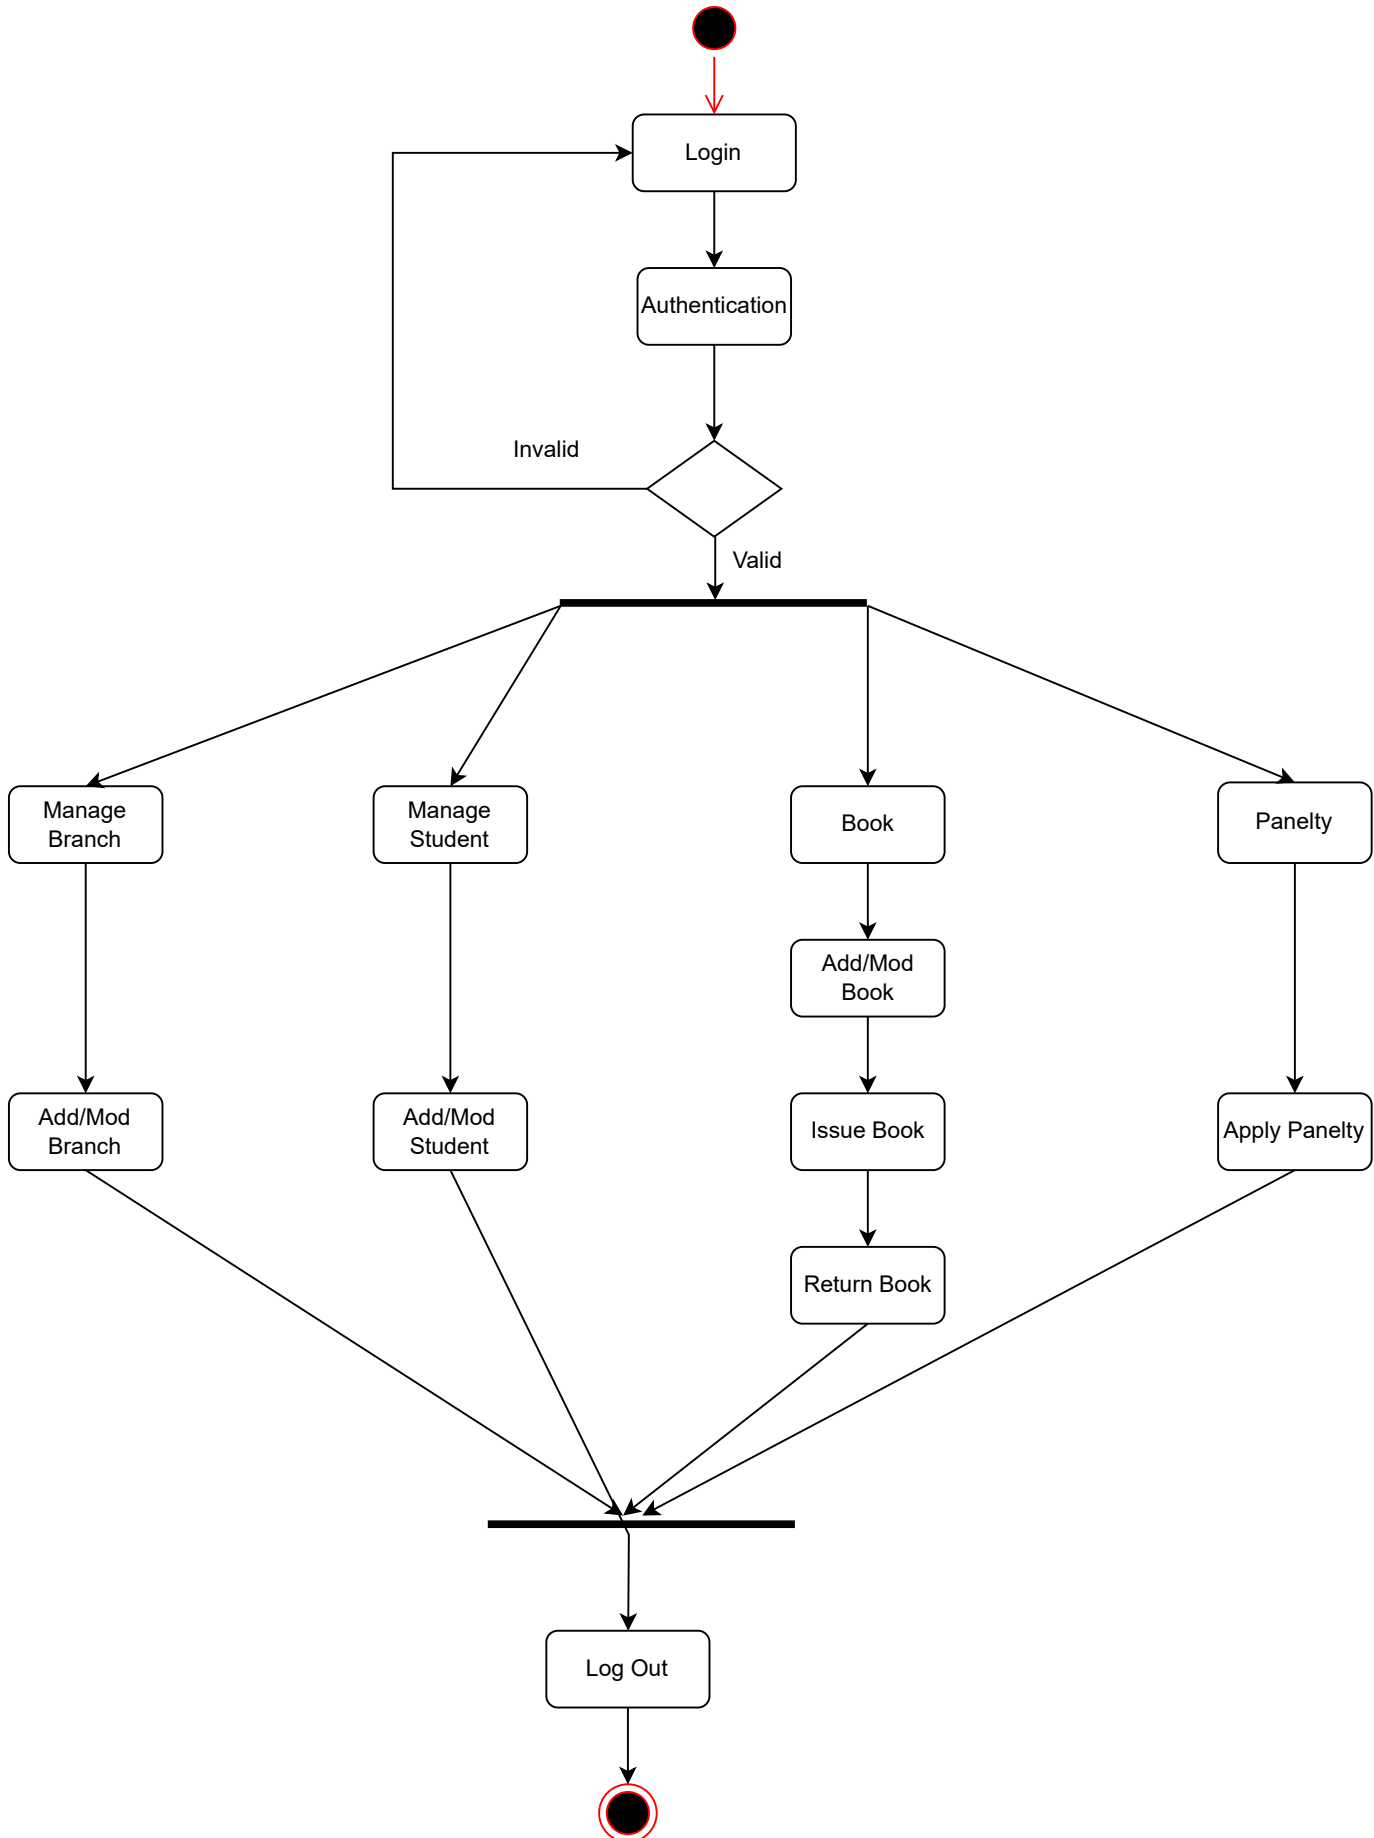 Login
Authentication
Invalid
Valid
Manage
Branch
Manage
Student
Book
Panelty
Add/Mod
Book
Add/Mod
Branch
Add/Mod
Student
Issue Book
Apply Panelty
Return Book
Log Out